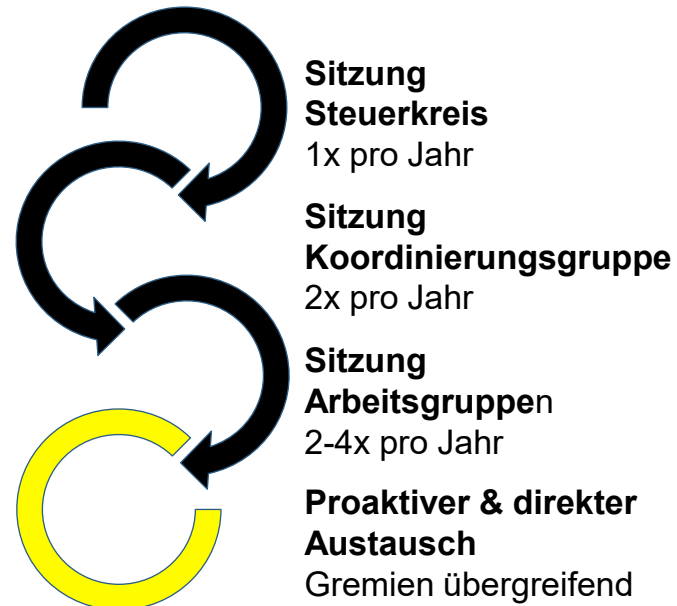 Sitzung
Steuerkreis
1x pro Jahr
Sitzung
Koordinierungsgruppe
2x pro Jahr
Sitzung
Arbeitsgruppen
2-4x pro Jahr
Proaktiver & direkter
Austausch
Gremien übergreifend